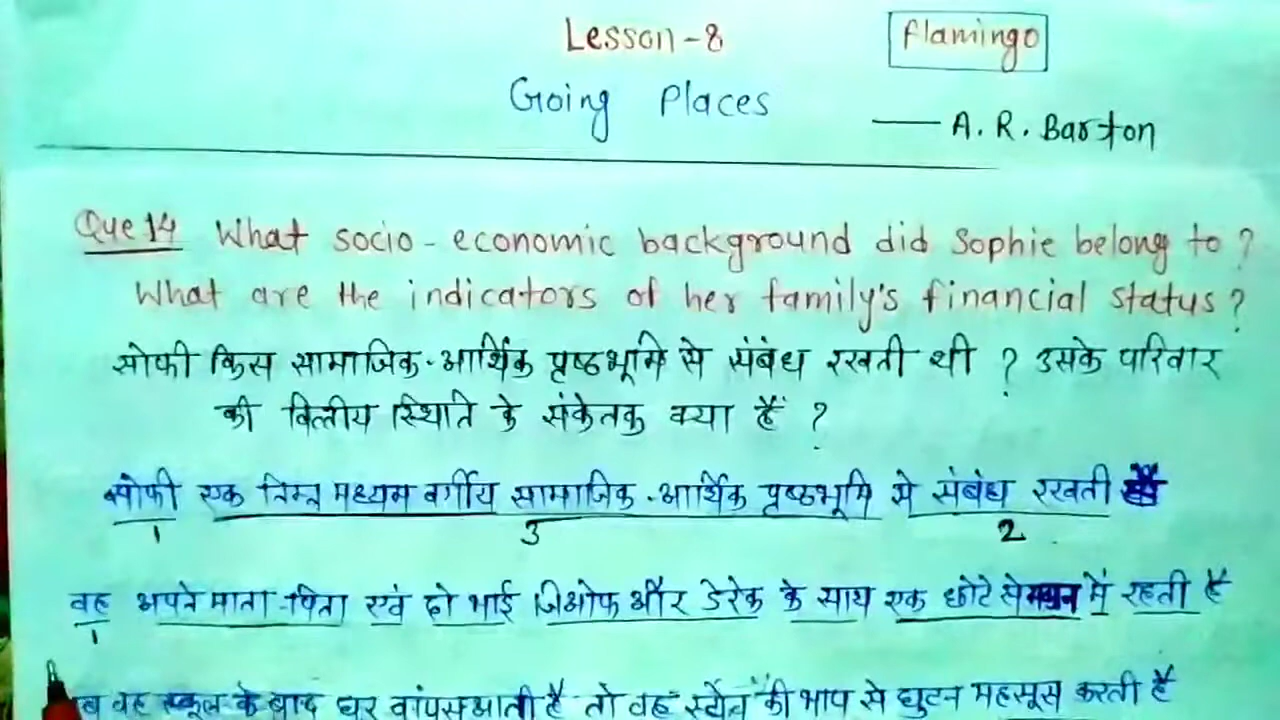 Lesson-8
Flamingo
Going Places
— A. R. Barton
Que 14 What socio-economic background did Sophie belong to?
What are the indicators of her family's financial status?
सोफी किस सामाजिक-आर्थिक पृष्ठभूमि से संबंध रखती थी ? उसके परिवार
की वित्तीय स्थिति के संकेतक क्या हैं ?
सोफी एक निम्न मध्यम वर्गीय सामाजिक-आर्थिक पृष्ठभूमि से संबंध रखती है
1 3 2
वह अपने माता-पिता एवं दो भाई जिओफ और डेरेक के साथ एक छोटे से में रहती है
1
वह स्कूल के बाद घर वापस आती है तो वह की भाप से घुटन महसूस करती है